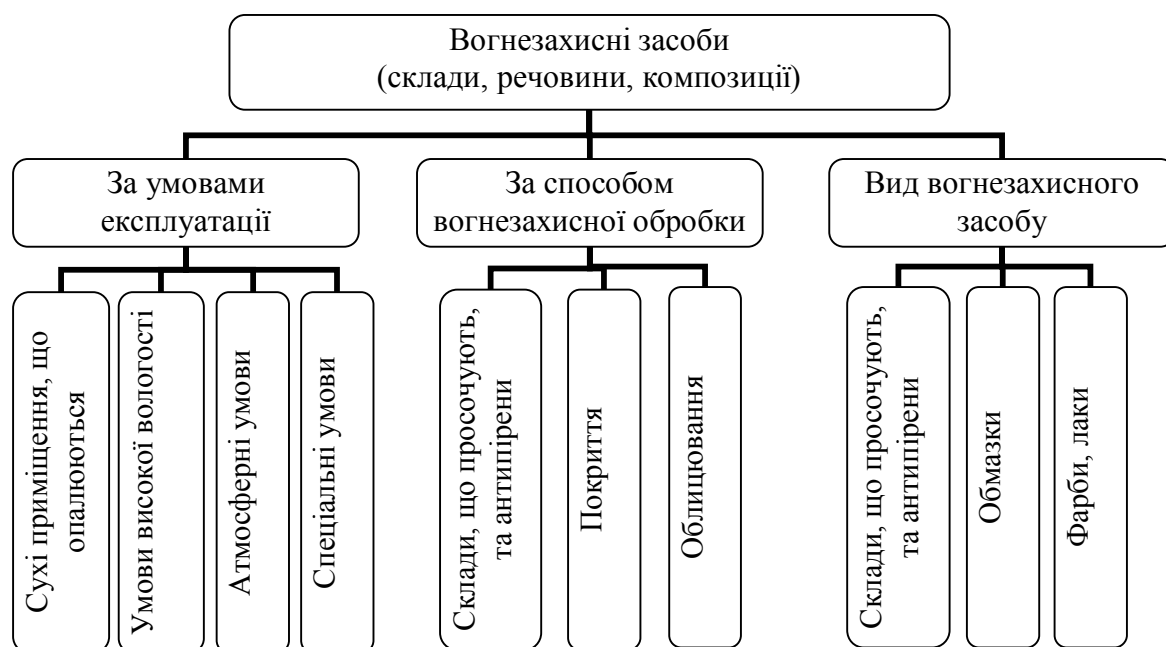 Вогнезахисні засоби
(склади, речовини, композиції)
За умовами
експлуатації
За способом
вогнезахисної обробки
Вид вогнезахисного
засобу
Сухі приміщення, що
опалюються
Умови високої вологості
Атмосферні умови
Спеціальні умови
Склади, що просочують,
та антипірени
Покриття
Облицювання
Склади, що просочують,
та антипірени
Обмазки
Фарби, лаки